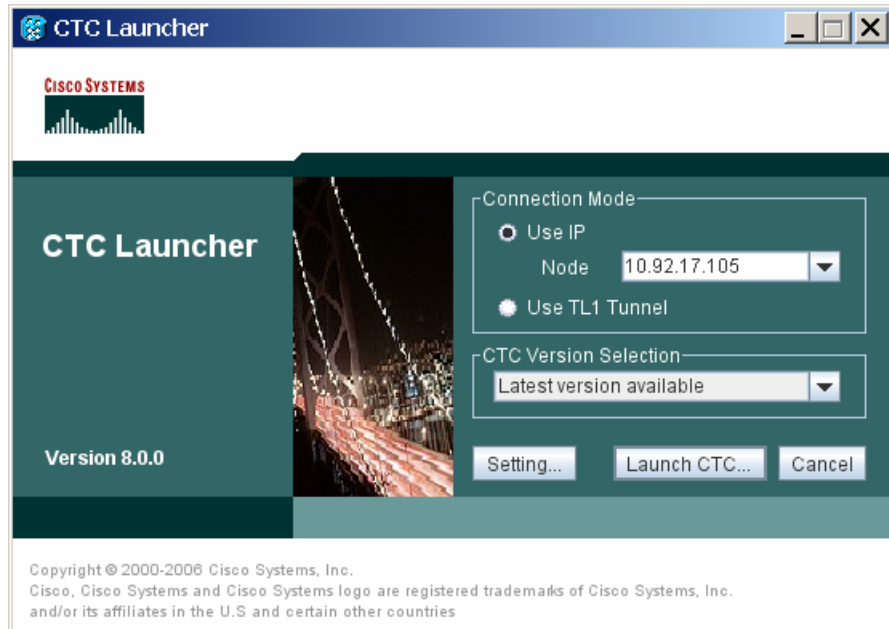 CTC Launcher
CISCO SYSTEMS
CTC Launcher
Version 8.0.0
Connection Mode
Use IP
Node 10.92.17.105
Use TL1 Tunnel
CTC Version Selection
Latest version available
Setting... Launch CTC... Cancel
Copyright © 2000-2006 Cisco Systems, Inc.
Cisco, Cisco Systems and Cisco Systems logo are registered trademarks of Cisco Systems, Inc.
and/or its affiliates in the U.S and certain other countries